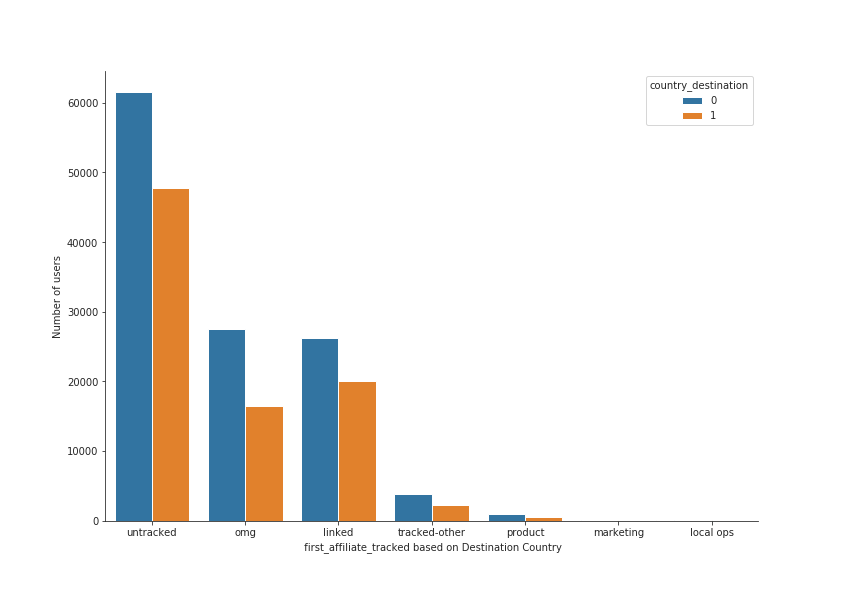 country_destination
0
1
60000
50000
40000
30000
20000
10000
0
Number of users
untracked omg linked tracked-other product marketing local ops
first_affiliate_tracked based on Destination Country